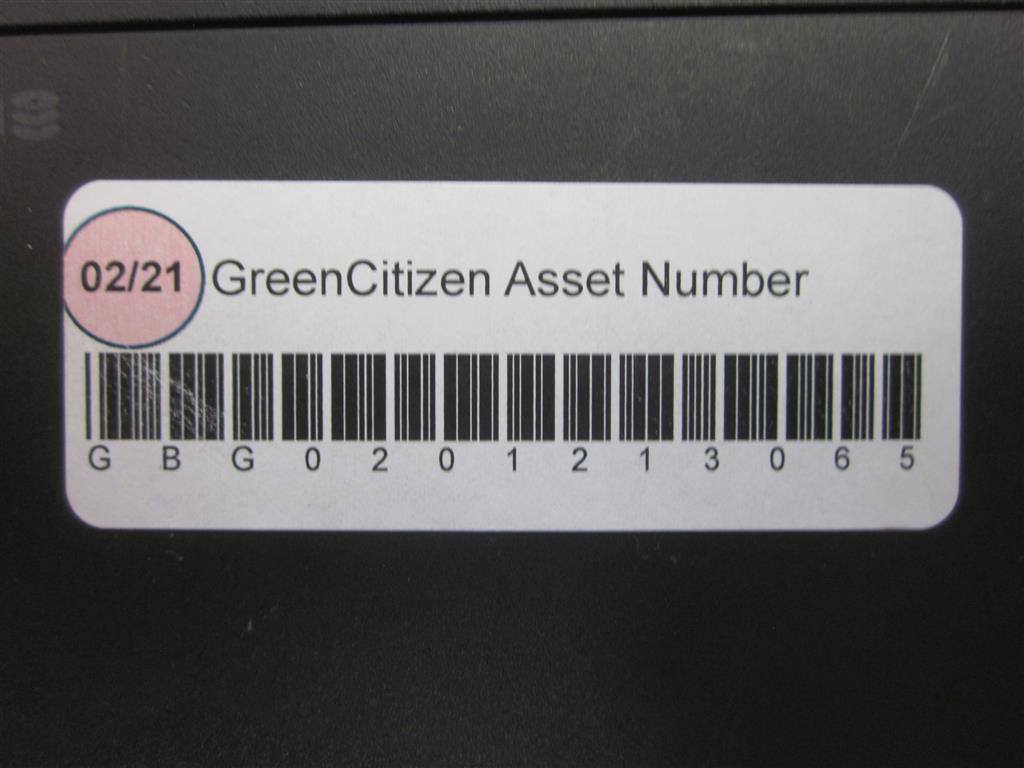 02/21 GreenCitizen Asset Number
G B G 0 2 0 1 2 1 3 0 6 5